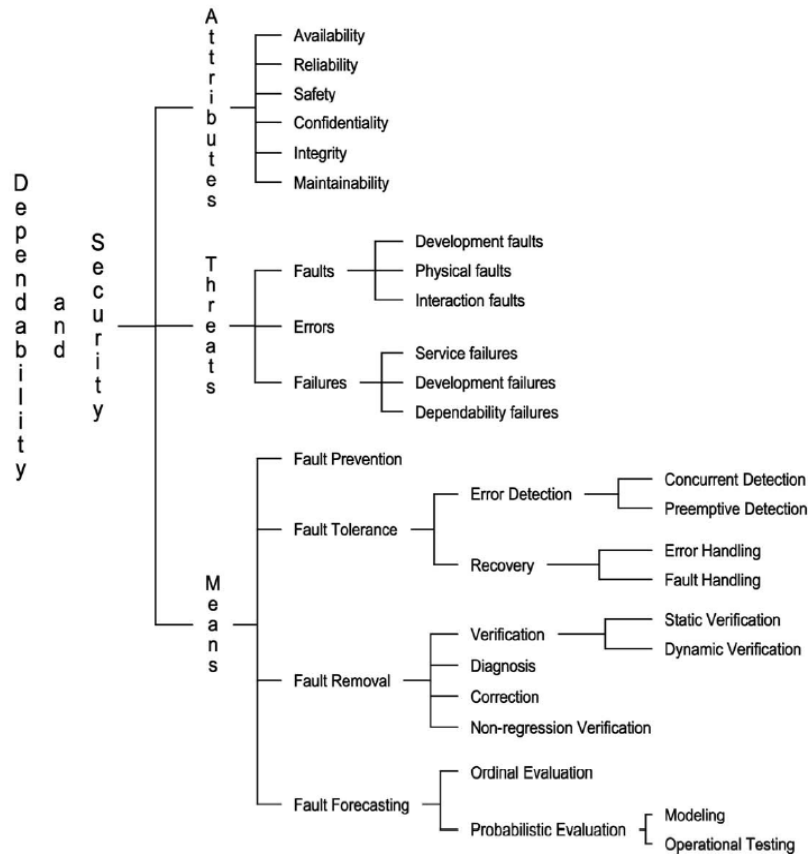 Dependability
and
Security
Attributes
Availability
Reliability
Safety
Confidentiality
Integrity
Maintainability
Threats
Faults
Development faults
Physical faults
Interaction faults
Errors
Failures
Service failures
Development failures
Dependability failures
Means
Fault Prevention
Fault Tolerance
Error Detection
Concurrent Detection
Preemptive Detection
Recovery
Error Handling
Fault Handling
Fault Removal
Verification
Static Verification
Dynamic Verification
Diagnosis
Correction
Non-regression Verification
Fault Forecasting
Ordinal Evaluation
Probabilistic Evaluation
Modeling
Operational Testing